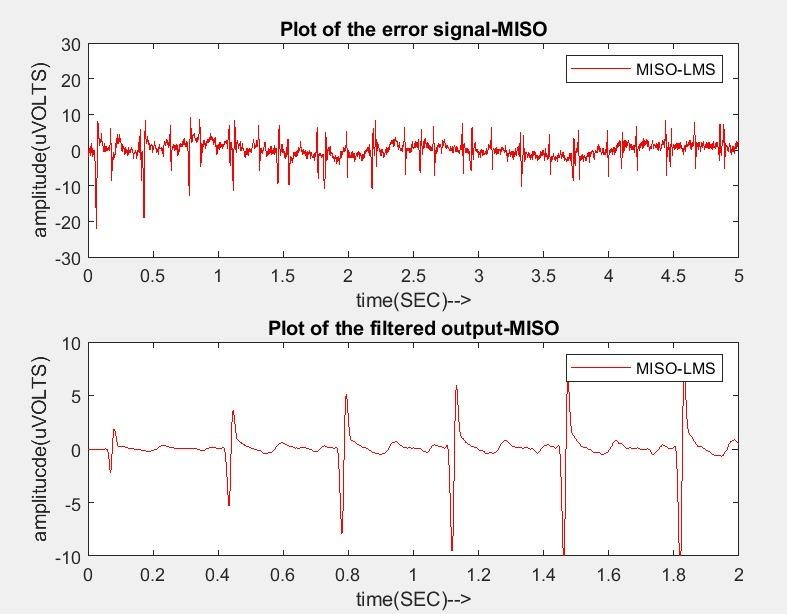 Plot of the error signal-MISO
30
20
10
0
-10
-20
-30
amplitude(uVOLTS)
MISO-LMS
0 0.5 1 1.5 2 2.5 3 3.5 4 4.5 5
time(SEC)-->
Plot of the filtered output-MISO
10
5
0
-5
-10
amplitucde(uVOLTS)
MISO-LMS
0 0.2 0.4 0.6 0.8 1 1.2 1.4 1.6 1.8 2
time(SEC)-->